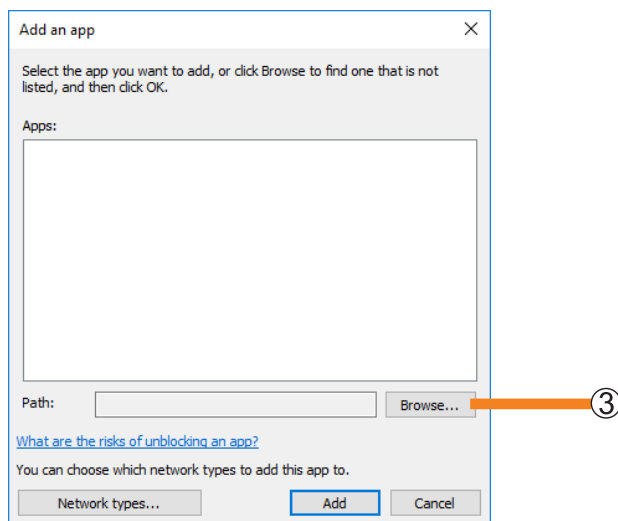 Add an app
Select the app you want to add, or click Browse to find one that is not
listed, and then click OK.
Apps:
Path:
Browse...
③
What are the risks of unblocking an app?
You can choose which network types to add this app to.
Network types...
Add
Cancel